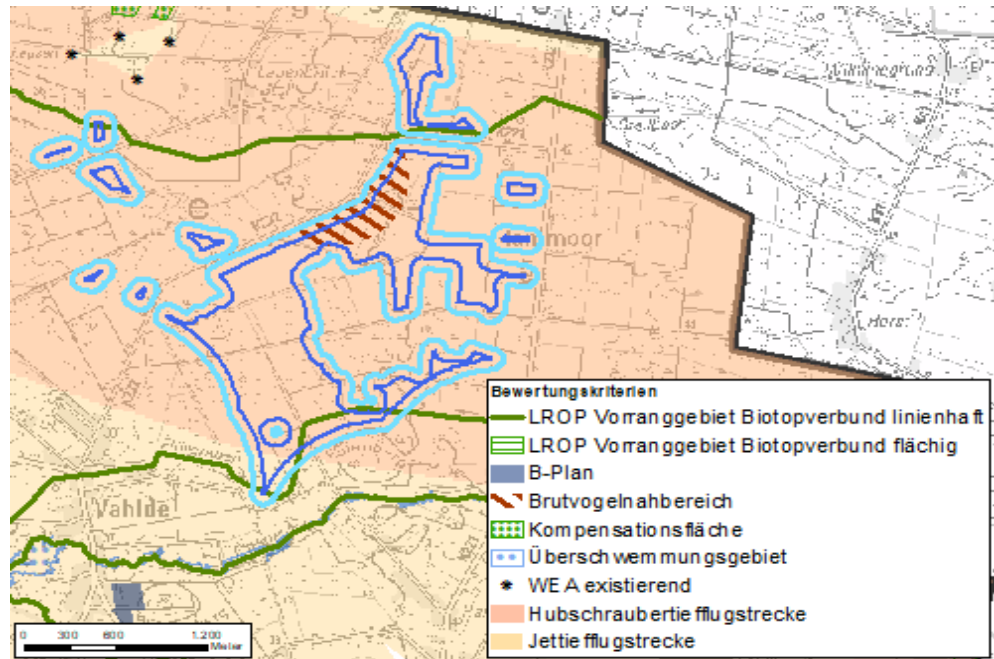 Vahlde
Horst
Bewertungskriterien
LROP Vorranggebiet Biotopverbund linienhaft
LROP Vorranggebiet Biotopverbund flächig
B-Plan
Brutvogelnahbereich
Kompensationsfläche
Überschwemmungsgebiet
WEA existierend
Hubschraubertiefflugstrecke
Jettiefflugstrecke
0 300 600 1.200
Meter